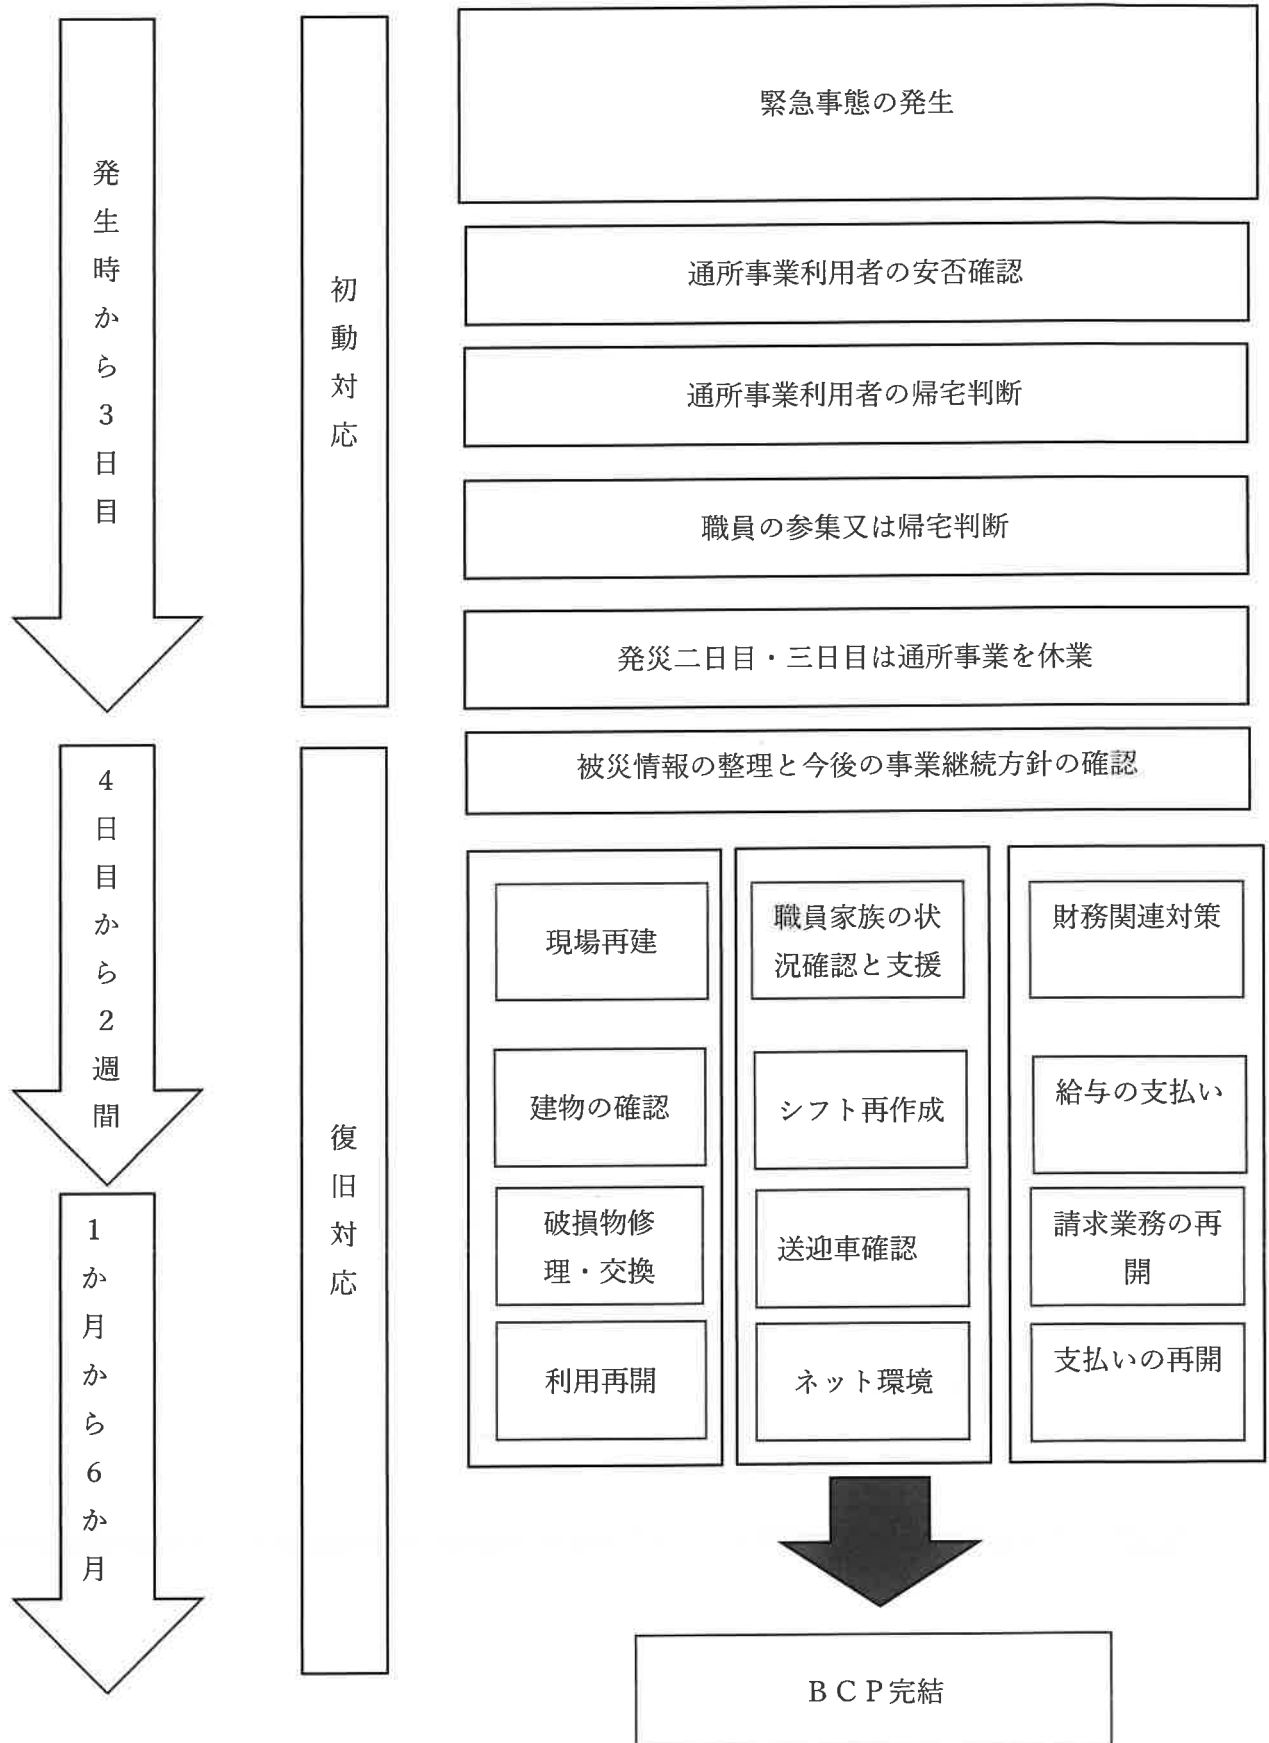 発生時から3日目
初動対応
緊急事態の発生
通所事業利用者の安否確認
通所事業利用者の帰宅判断
職員の参集又は帰宅判断
発災二日目・三日目は通所事業を休業
4日目から2週間
1か月から6か月
復旧対応
被災情報の整理と今後の事業継続方針の確認
現場再建
建物の確認
破損物修
理・交換
利用再開
職員家族の状
況確認と支援
シフト再作成
送迎車確認
ネット環境
財務関連対策
給与の支払い
請求業務の再
開
支払いの再開
ＢＣＰ完結